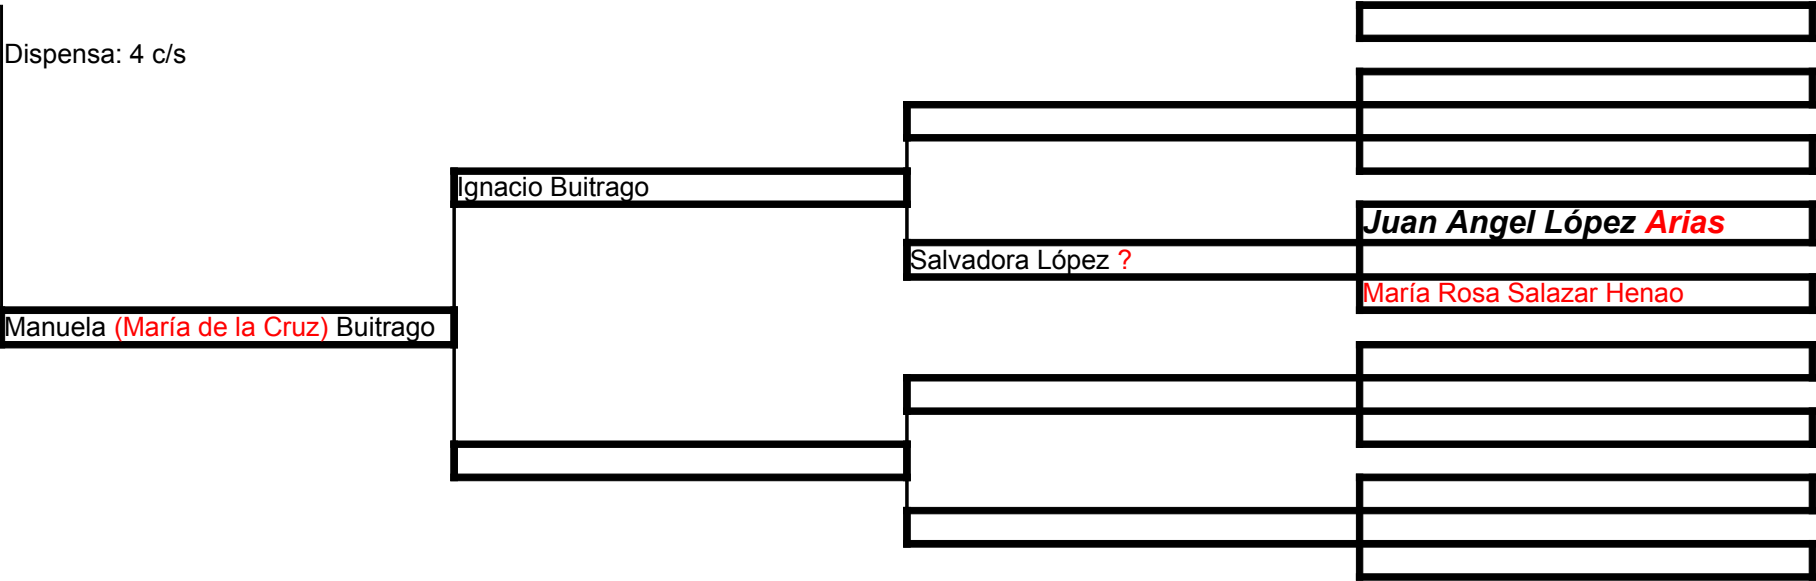 Dispensa: 4 c/s
Ignacio Buitrago
Juan Angel López Arias
Salvadora López ?
María Rosa Salazar Henao
Manuela (María de la Cruz) Buitrago